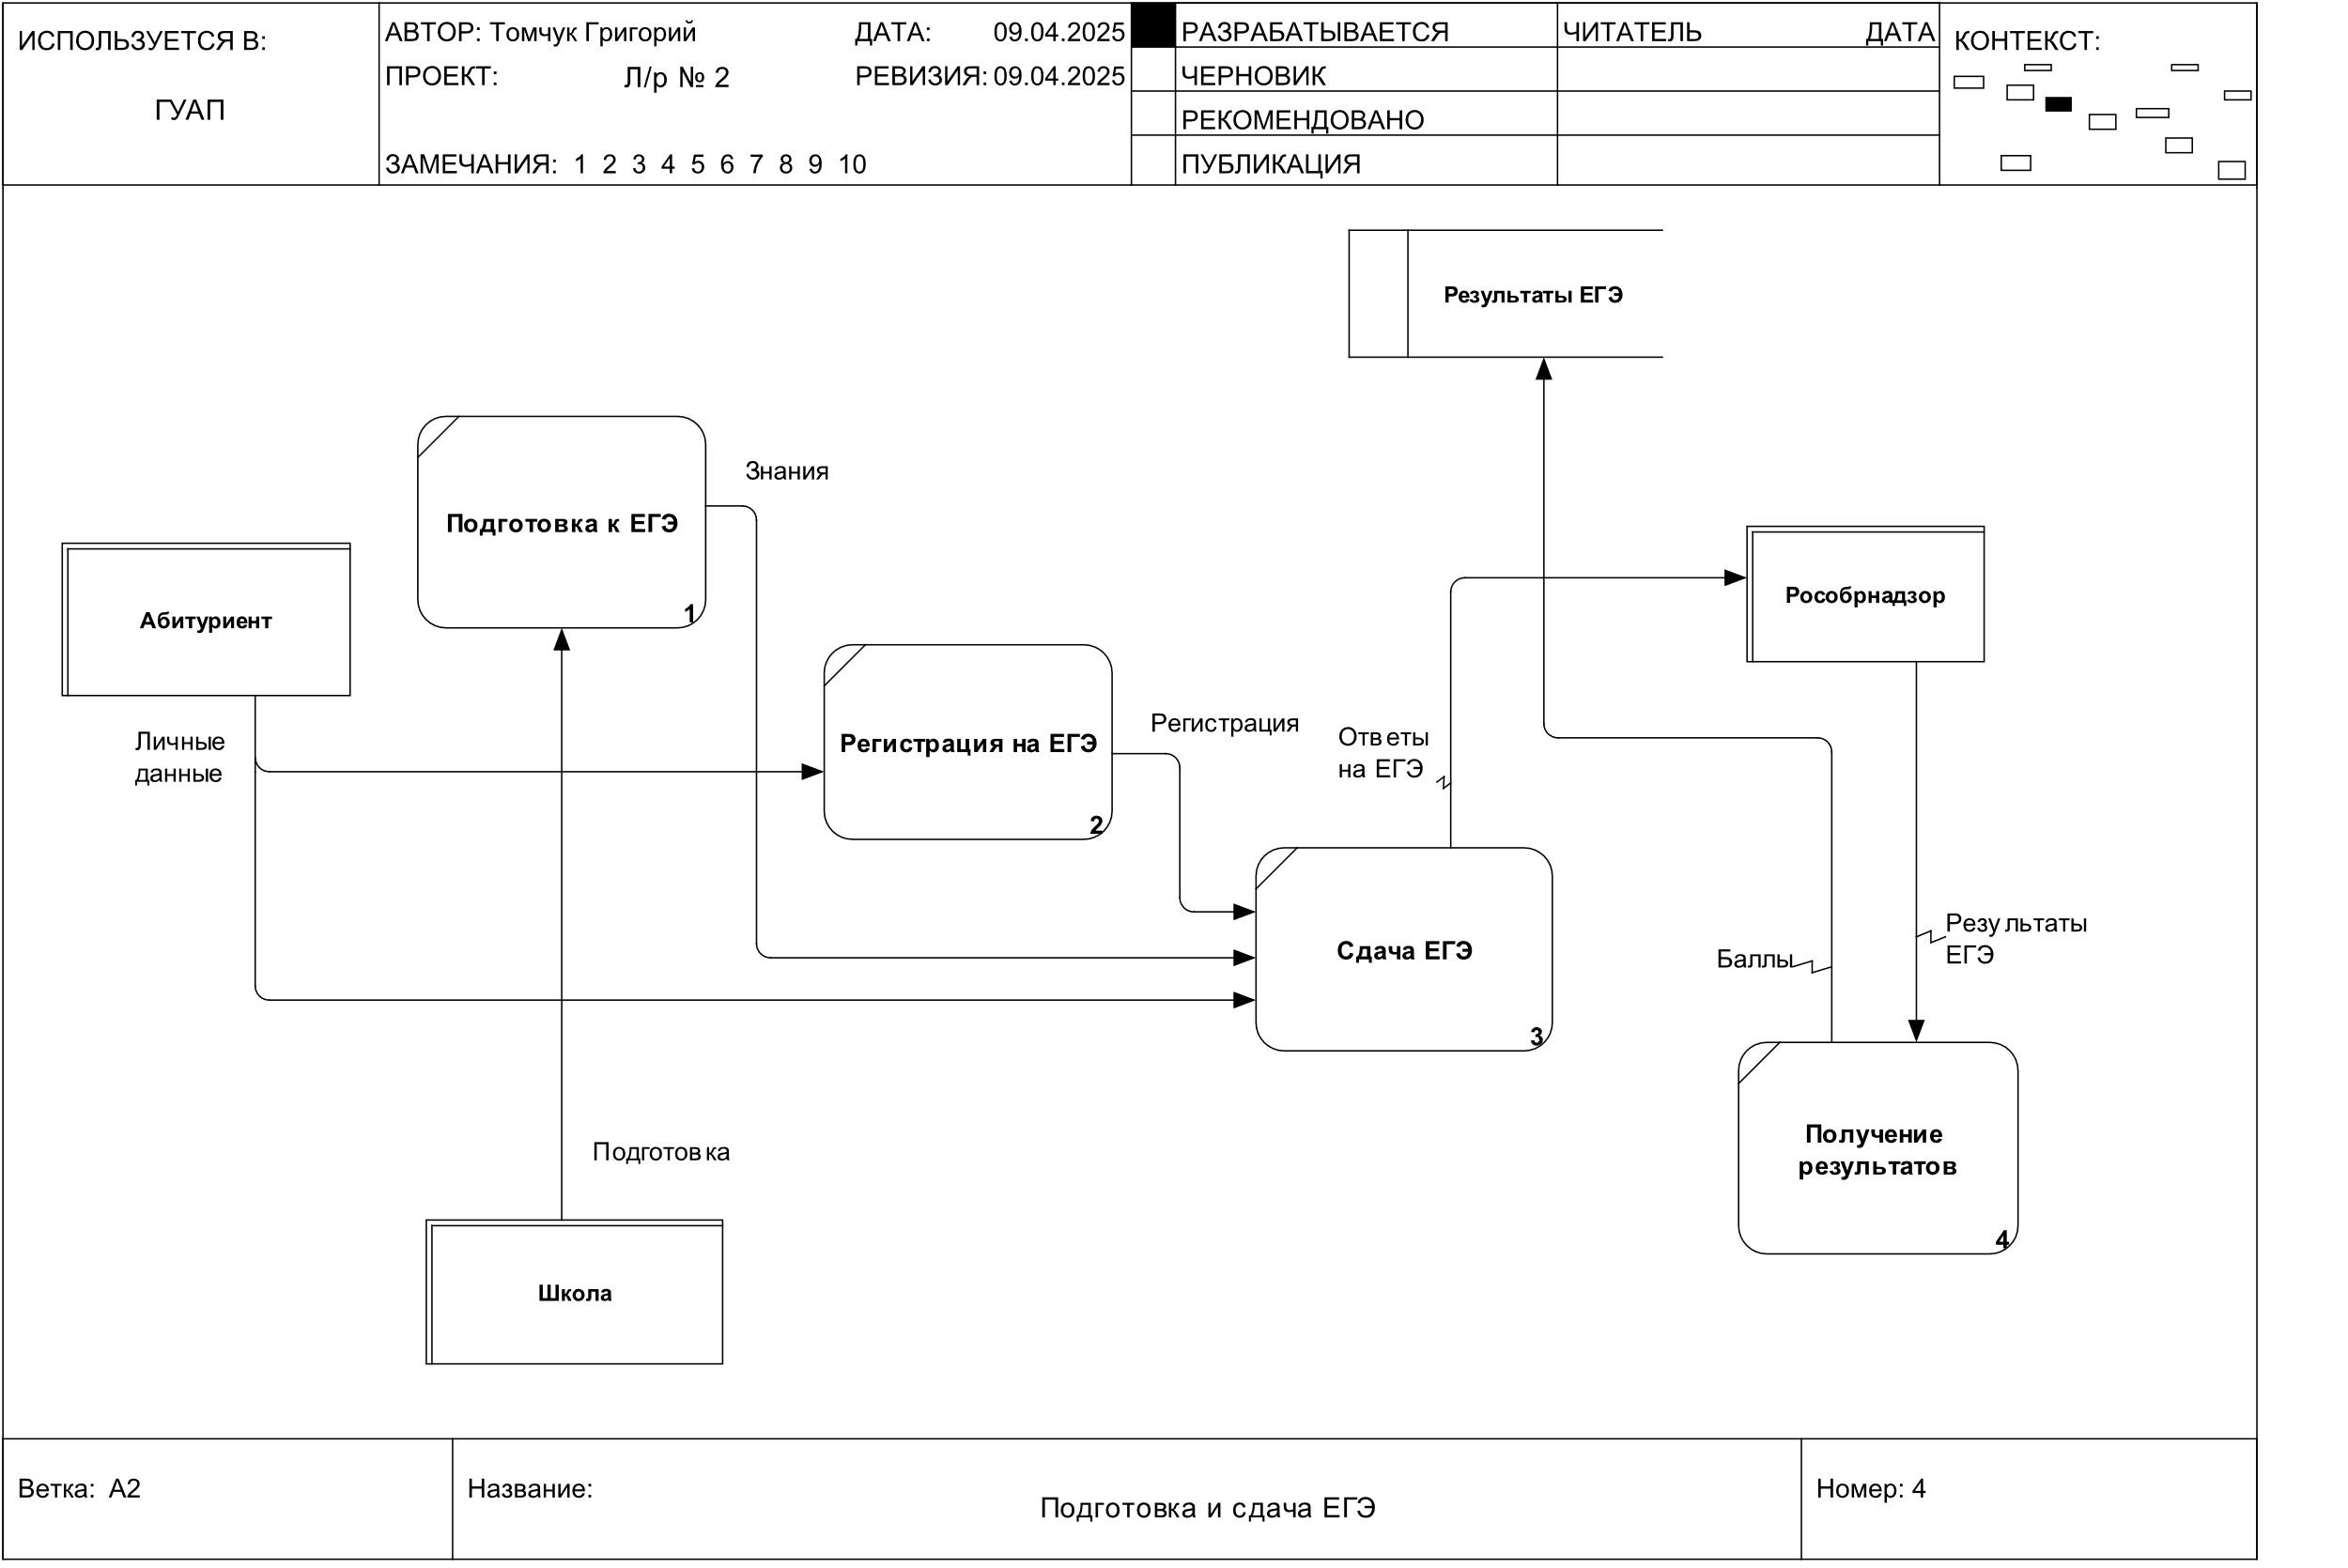 ИСПОЛЬЗУЕТСЯ В:
ГУАП
АВТОР: Томчук Григорий
ДАТА: 09.04.2025
ПРОЕКТ: Л/р № 2
РЕВИЗИЯ: 09.04.2025
ЗАМЕЧАНИЯ: 1 2 3 4 5 6 7 8 9 10
РАЗРАБАТЫВАЕТСЯ
ЧЕРНОВИК
РЕКОМЕНДОВАНО
ПУБЛИКАЦИЯ
ЧИТАТЕЛЬ ДАТА
КОНТЕКСТ:
Результаты ЕГЭ
Знания
Подготовка к ЕГЭ
1
Абитуриент
Рособрнадзор
Личные
данные
Регистрация на ЕГЭ
2
Регистрация
Ответы
на ЕГЭ
Сдача ЕГЭ
3
Баллы
Результаты
ЕГЭ
Получение
результатов
4
Подготовка
Школа
Ветка: A2
Название:
Подготовка и сдача ЕГЭ
Номер: 4